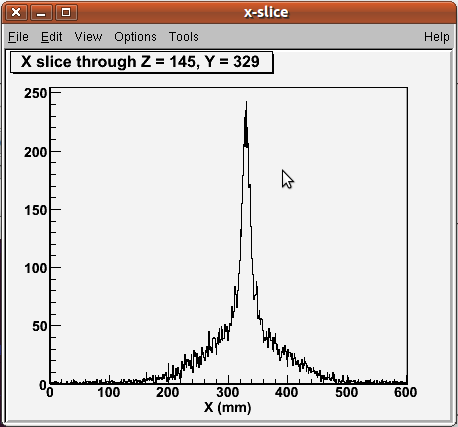 x-slice
File Edit View Options Tools Help
X slice through Z = 145, Y = 329
250
200
150
100
50
0
0 100 200 300 400 500 600
X (mm)